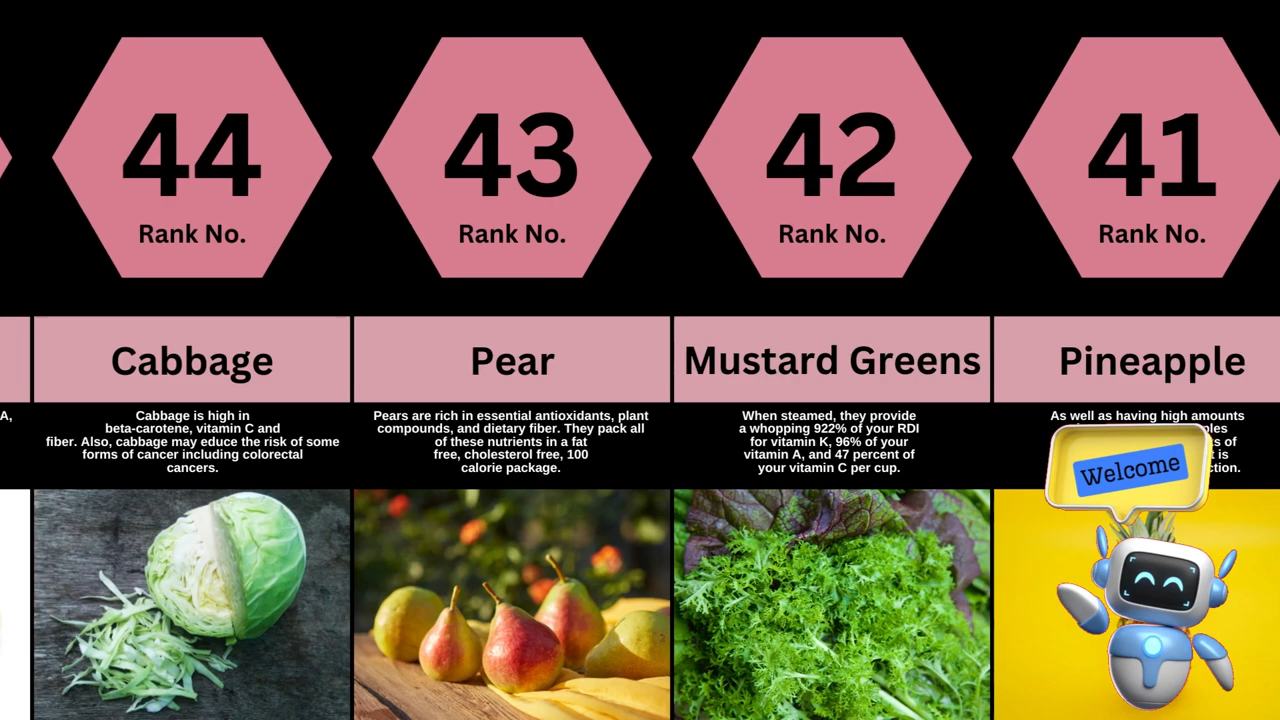 44
Rank No.
43
Rank No.
42
Rank No.
41
Rank No.
Cabbage
Pear
Mustard Greens
Pineapple
A,
Cabbage is high in
beta-carotene, vitamin C and
fiber. Also, cabbage may educe the risk of some
forms of cancer including colorectal
cancers.
Pears are rich in essential antioxidants, plant
compounds, and dietary fiber. They pack all
of these nutrients in a fat
free, cholesterol free, 100
calorie package.
When steamed, they provide
a whopping 922% of your RDI
for vitamin K, 96% of your
vitamin A, and 47 percent of
your vitamin C per cup.
As well as having high amounts
of
is
Welcome